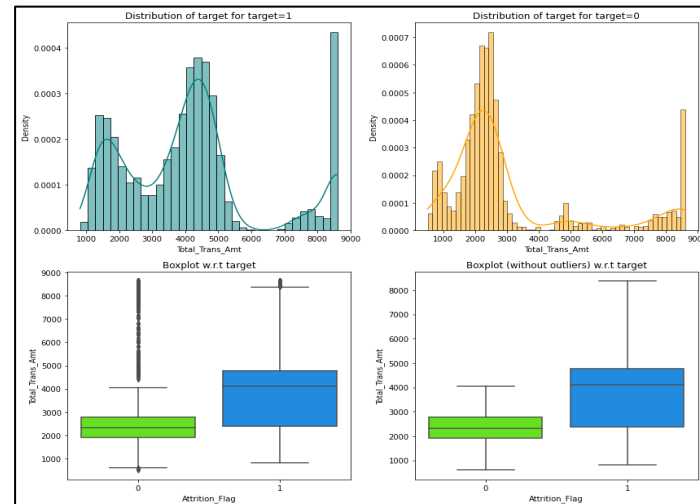 Distribution of target for target=1
Distribution of target for target=0
0.0004
0.0003
0.0002
0.0001
0.0000
Density
1000 2000 3000 4000 5000 6000 7000 8000 9000
Total_Trans_Amt
0.0007
0.0006
0.0005
0.0004
0.0003
0.0002
0.0001
0.0000
Density
1000 2000 3000 4000 5000 6000 7000 8000 900
Total_Trans_Amt
Boxplot w.r.t target
Boxplot (without outliers) w.r.t target
9000
8000
7000
6000
5000
4000
3000
2000
1000
Total_Trans_Amt
0 1
Attrition_Flag
8000
7000
6000
5000
4000
3000
2000
1000
Total_Trans_Amt
0 1
Attrition_Flag